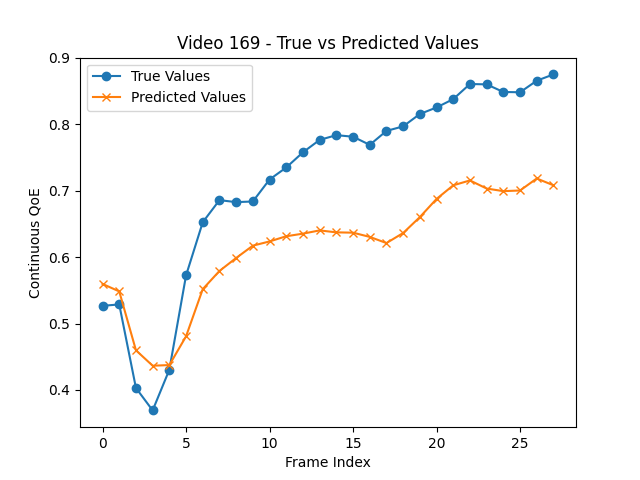 Video 169 - True vs Predicted Values
True Values
Predicted Values
Continuous QoE
0.9
0.8
0.7
0.6
0.5
0.4
0 5 10 15 20 25
Frame Index